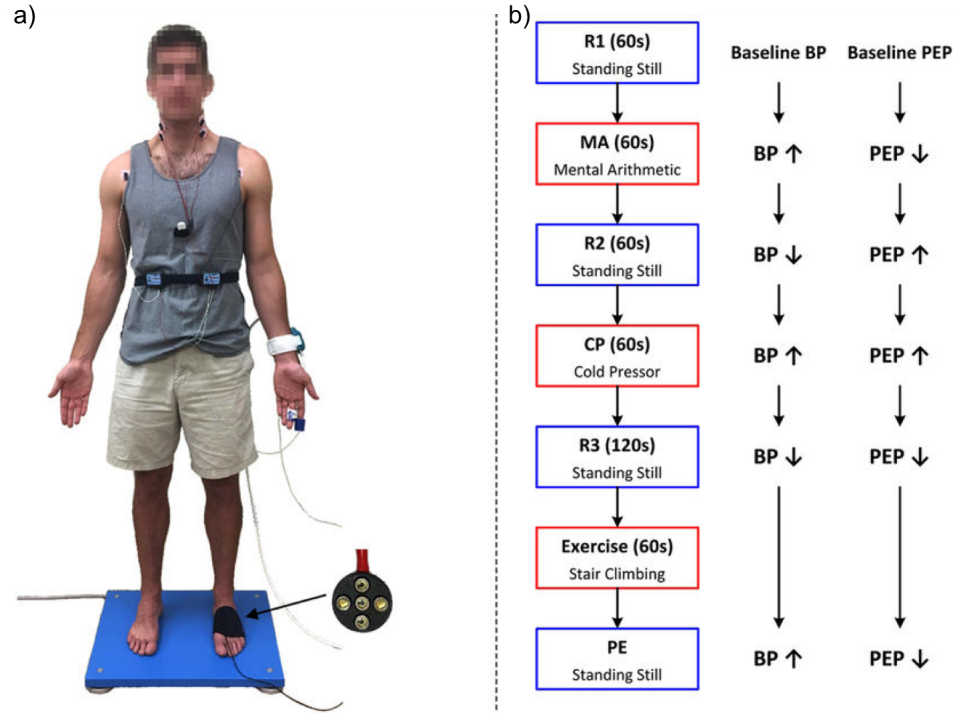 a)
b)
R1 (60s)
Standing Still
Baseline BP
Baseline PEP
MA (60s)
Mental Arithmetic
BP ↑
PEP ↓
R2 (60s)
Standing Still
BP ↓
PEP ↑
CP (60s)
Cold Pressor
BP ↑
PEP ↑
R3 (120s)
Standing Still
BP ↓
PEP ↓
Exercise (60s)
Stair Climbing
PE
Standing Still
BP ↑
PEP ↓